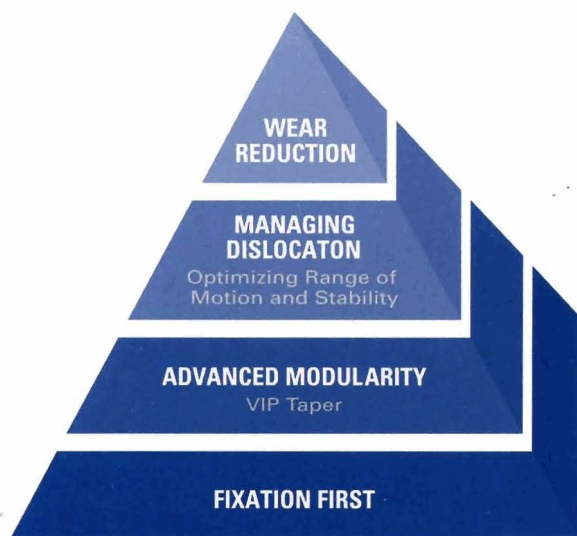 WEAR
REDUCTION
MANAGING
DISLOCATON
Optimizing Range of
Motion and Stability
ADVANCED MODULARITY
VIP Taper
FIXATION FIRST